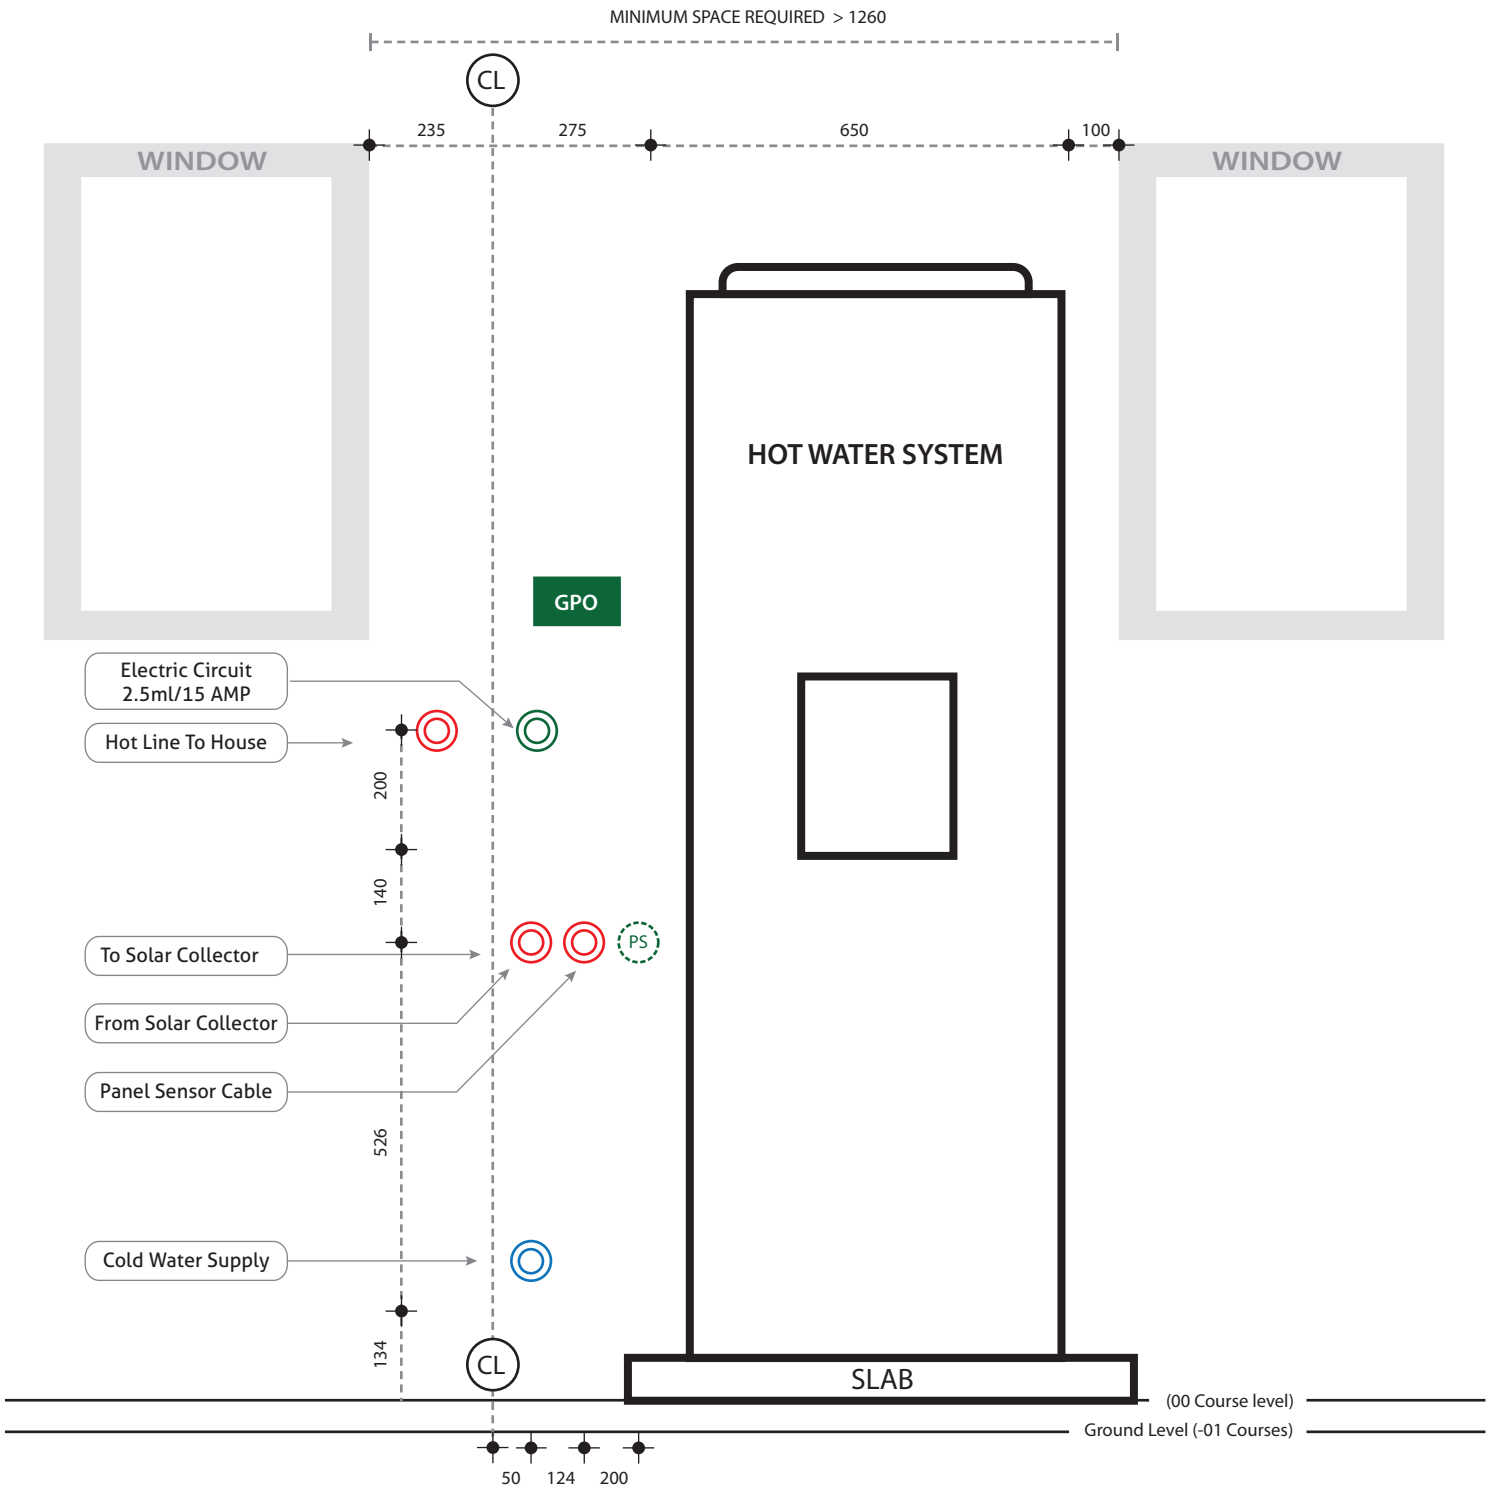 MINIMUM SPACE REQUIRED > 1260
CL
235
275
650
100
WINDOW
WINDOW
HOT WATER SYSTEM
GPO
Electric Circuit
2.5ml/15 AMP
Hot Line To House
200
140
To Solar Collector
PS
From Solar Collector
Panel Sensor Cable
526
Cold Water Supply
134
CL
SLAB
(00 Course level)
Ground Level (-01 Courses)
50
124
200